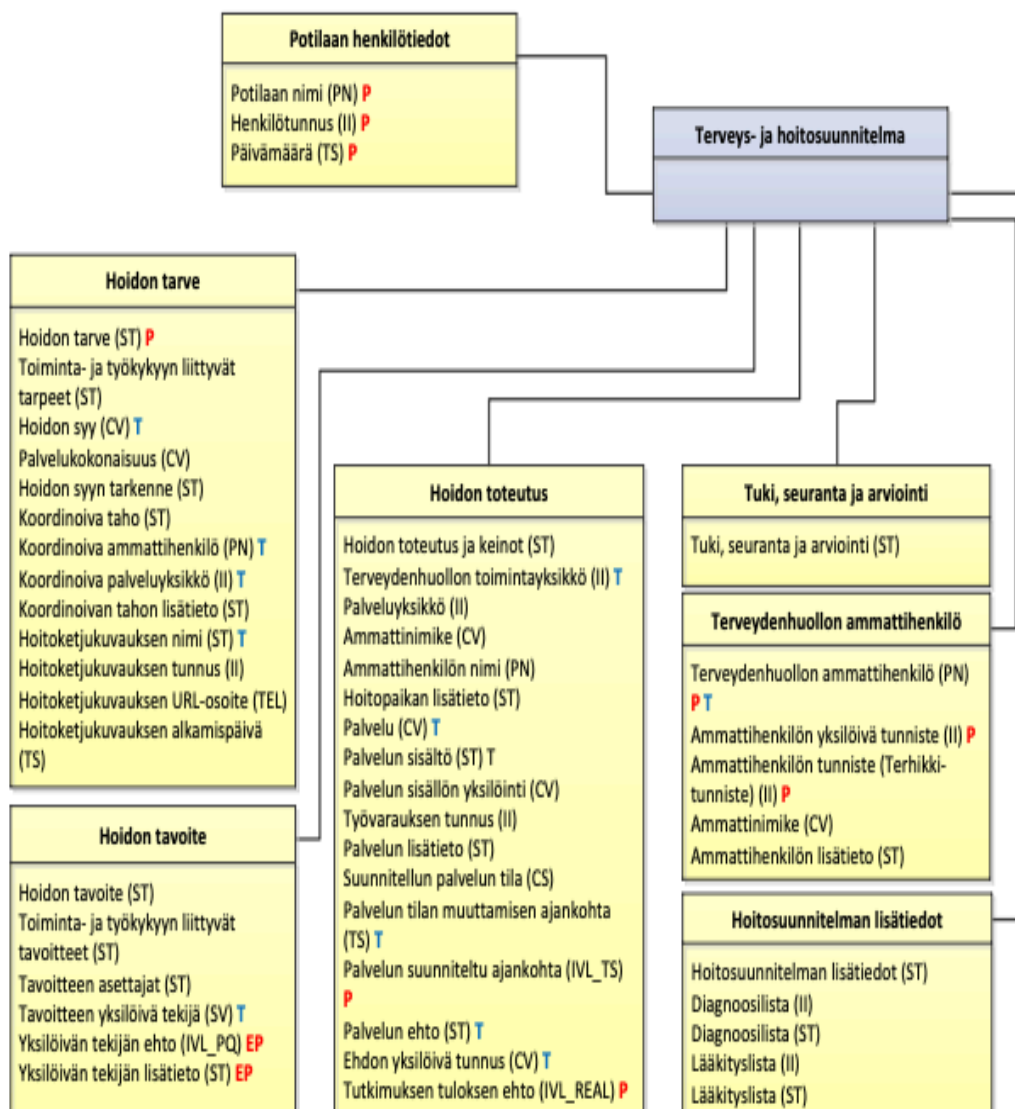 Potilaan henkilötiedot
Potilaan nimi (PN) P
Henkilötunnus (II) P
Päivämäärä (TS) P
Terveys- ja hoitosuunnitelma
Hoidon tarve
Hoidon tarve (ST) P
Toiminta- ja työkykyyn liittyvät
tarpeet (ST)
Hoidon syy (CV) T
Palvelukokonaisuus (CV)
Hoidon syyn tarkenne (ST)
Koordinoiva taho (ST)
Koordinoiva ammattihenkilö (PN) T
Koordinoiva palveluyksikkö (II) T
Koordinoivan tahon lisätieto (ST)
Hoitoketjukuvauksen nimi (ST) T
Hoitoketjukuvauksen tunnus (II)
Hoitoketjukuvauksen URL-osoite (TEL)
Hoitoketjukuvauksen alkamispäivä
(TS)
Hoidon tavoite
Hoidon tavoite (ST)
Toiminta- ja työkykyyn liittyvät
tavoitteet (ST)
Tavoitteen asettajat (ST)
Tavoitteen yksilöivä tekijä (SV) T
Yksilöivän tekijän ehto (IVL_PQ) EP
Yksilöivän tekijän lisätieto (ST) EP
Hoidon toteutus
Hoidon toteutus ja keinot (ST)
Terveydenhuollon toimintayksikkö (II) T
Palveluyksikkö (II)
Ammattinimike (CV)
Ammattihenkilön nimi (PN)
Hoitopaikan lisätieto (ST)
Palvelu (CV) T
Palvelun sisältö (ST) T
Palvelun sisällön yksilöinti (CV)
Työvarauksen tunnus (II)
Palvelun lisätieto (ST)
Suunnitellun palvelun tila (CS)
Palvelun tilan muuttamisen ajankohta
(TS) T
Palvelun suunniteltu ajankohta (IVL_TS)
P
Palvelun ehto (ST) T
Ehdon yksilöivä tunnus (CV) T
Tutkimuksen tuloksen ehto (IVL_REAL) P
Tuki, seuranta ja arviointi
Tuki, seuranta ja arviointi (ST)
Terveydenhuollon ammattihenkilö
Terveydenhuollon ammattihenkilö (PN)
P T
Ammattihenkilön yksilöivä tunniste (II) P
Ammattihenkilön tunniste (Terhikki-
tunniste) (II) P
Ammattinimike (CV)
Ammattihenkilön lisätieto (ST)
Hoitosuunnitelman lisätiedot
Hoitosuunnitelman lisätiedot (ST)
Diagnoosilista (II)
Diagnoosilista (ST)
Lääkityslista (II)
Lääkityslista (ST)